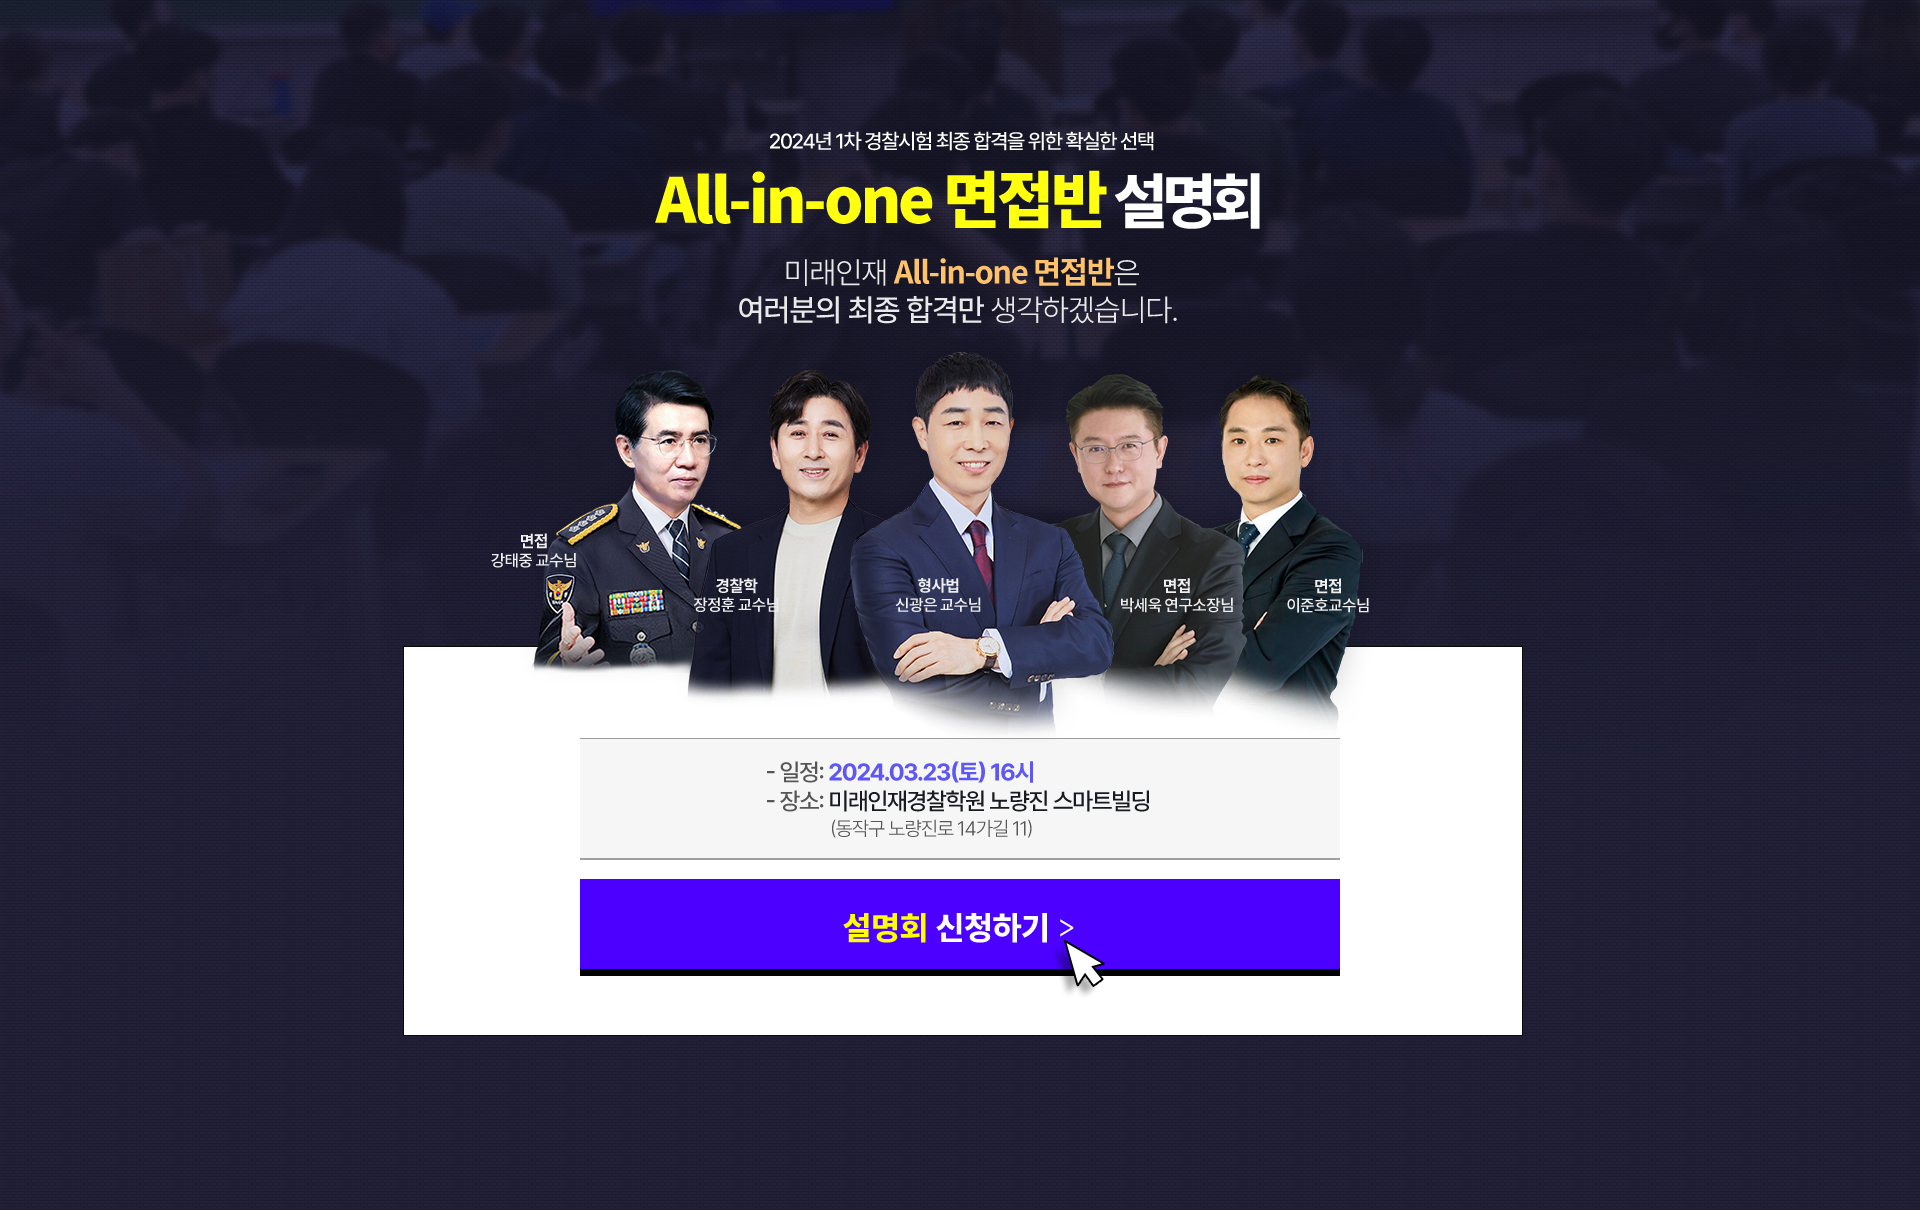 2024년 1차 경찰시험 최종 합격을 위한 확실한 선택
All-in-one 면접반 설명회
미래인재 All-in-one 면접반은
여러분의 최종 합격만 생각하겠습니다.
면접
강태중 교수님
경찰학
장정훈 교수님
형사법
신광은 교수님
면접
박세욱 연구소장님
면접
이준호교수님
- 일정: 2024.03.23(토) 16시
- 장소: 미래인재경찰학원 노량진 스마트빌딩
(동작구 노량진로 14가길 11)
설명회 신청하기 >